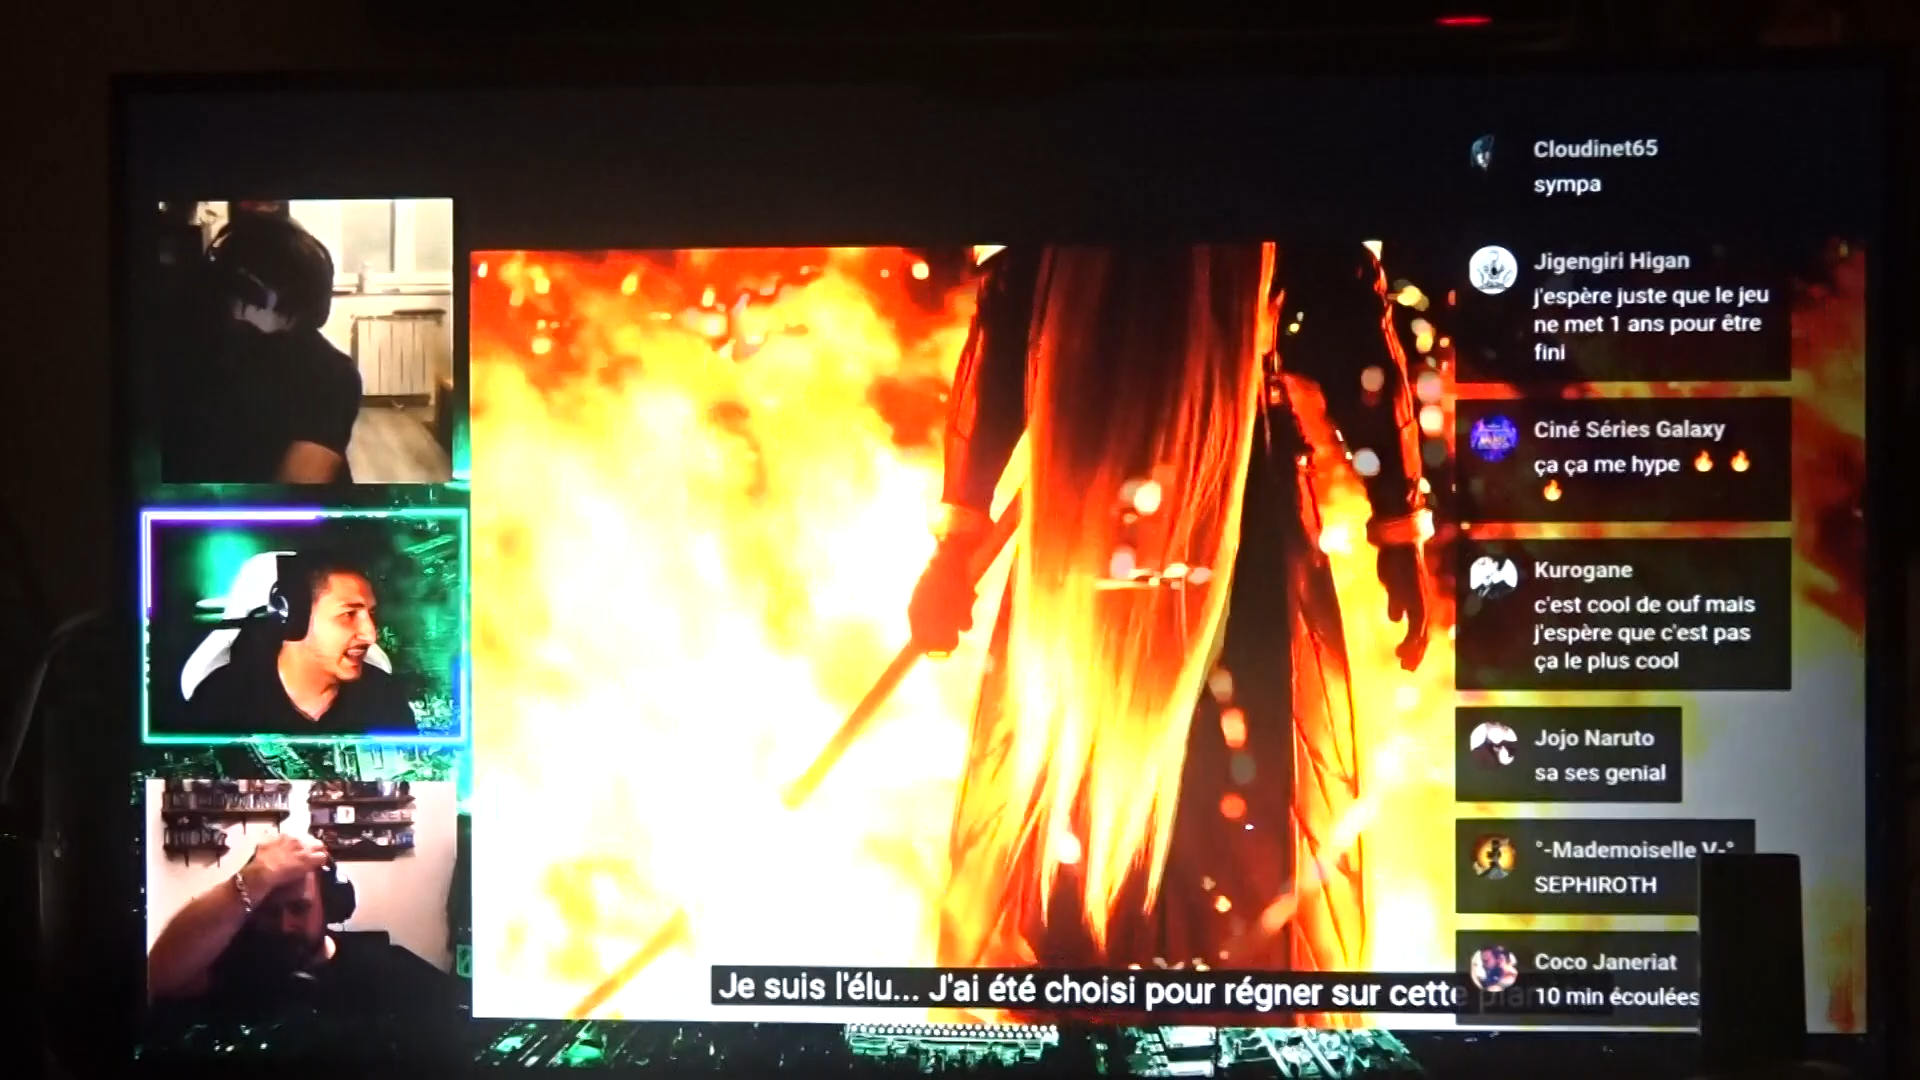 Cloudinet65
sympa
Jigengiri Higan
j'espère juste que le jeu
ne met 1 ans pour être
fini
Ciné Séries Galaxy
ça ça me hype 🔥 🔥
🔥
Kurogane
c'est cool de ouf mais
j'espère que c'est pas
ça le plus cool
Jojo Naruto
sa ses genial
°-Mademoiselle V-°
SEPHIROTH
Coco Janeriat
10 min écoulées
Je suis l'élu... J'ai été choisi pour régner sur cette